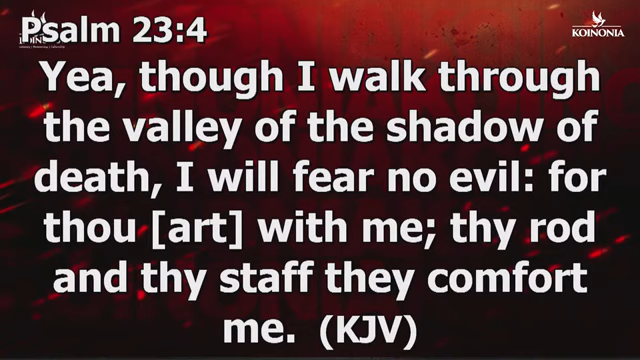 Psalm 23:4
KOINONIA
Yea, though I walk through
the valley of the shadow of
death, I will fear no evil: for
thou [art] with me; thy rod
and thy staff they comfort
me. (KJV)